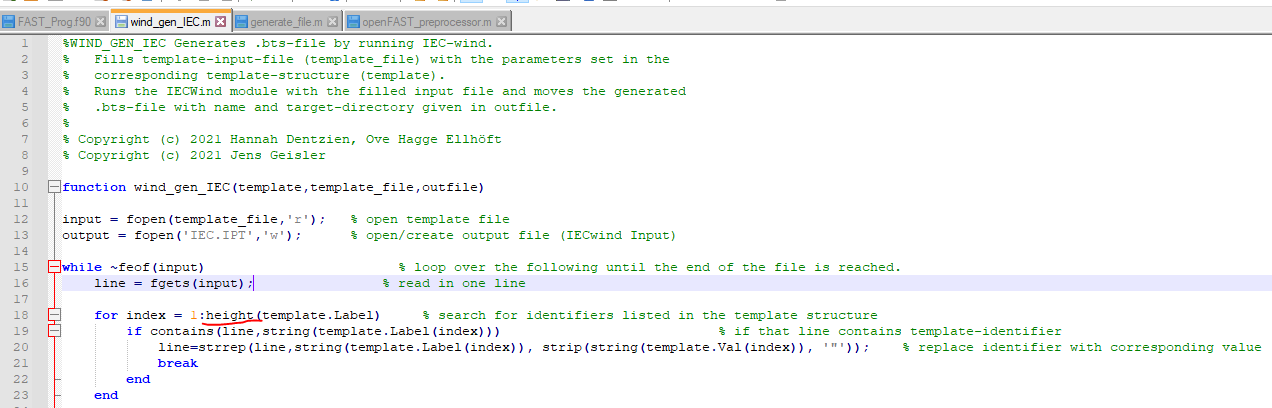 FAST_Prog.f90 wind_gen_IEC.m generate_file.m openFAST_preprocessor.m
1 %WIND_GEN_IEC Generates .bts-file by running IEC-wind.
2 %   Fills template-input-file (template_file) with the parameters set in the
3 %   corresponding template-structure (template).
4 %   Runs the IECWind module with the filled input file and moves the generated
5 %   .bts-file with name and target-directory given in outfile.
6 %
7 % Copyright (c) 2021 Hannah Dentzien, Ove Hagge Ellhöft
8 % Copyright (c) 2021 Jens Geisler
9
10 function wind_gen_IEC(template,template_file,outfile)
11
12 input = fopen(template_file,'r');   % open template file
13 output = fopen('IEC.IPT','w');      % open/create output file (IECwind Input)
14
15 while ~feof(input)                        % loop over the following until the end of the file is reached.
16     line = fgets(input);                % read in one line
17
18     for index = 1:height(template.Label)     % search for identifiers listed in the template structure
19         if contains(line,string(template.Label(index)))                           % if that line contains template-identifier
20             line=strrep(line,string(template.Label(index)), strip(string(template.Val(index)), '"'));    % replace identifier with corresponding value
21             break
22         end
23     end